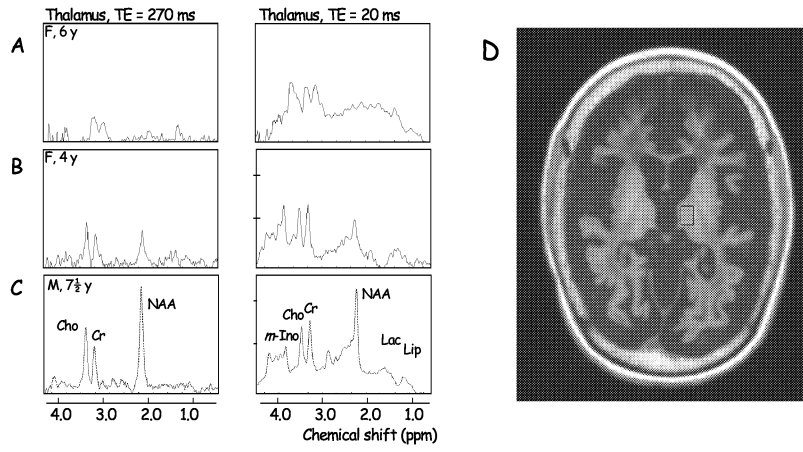 Thalamus, TE = 270 ms
Thalamus, TE = 20 ms
A
F, 6 y
B
F, 4 y
C
M, 7½ y
Cho
Cr
NAA
m-Ino
Cho
Cr
NAA
Lac
Lip
4.0 3.0 2.0 1.0
4.0 3.0 2.0 1.0
Chemical shift (ppm)
D